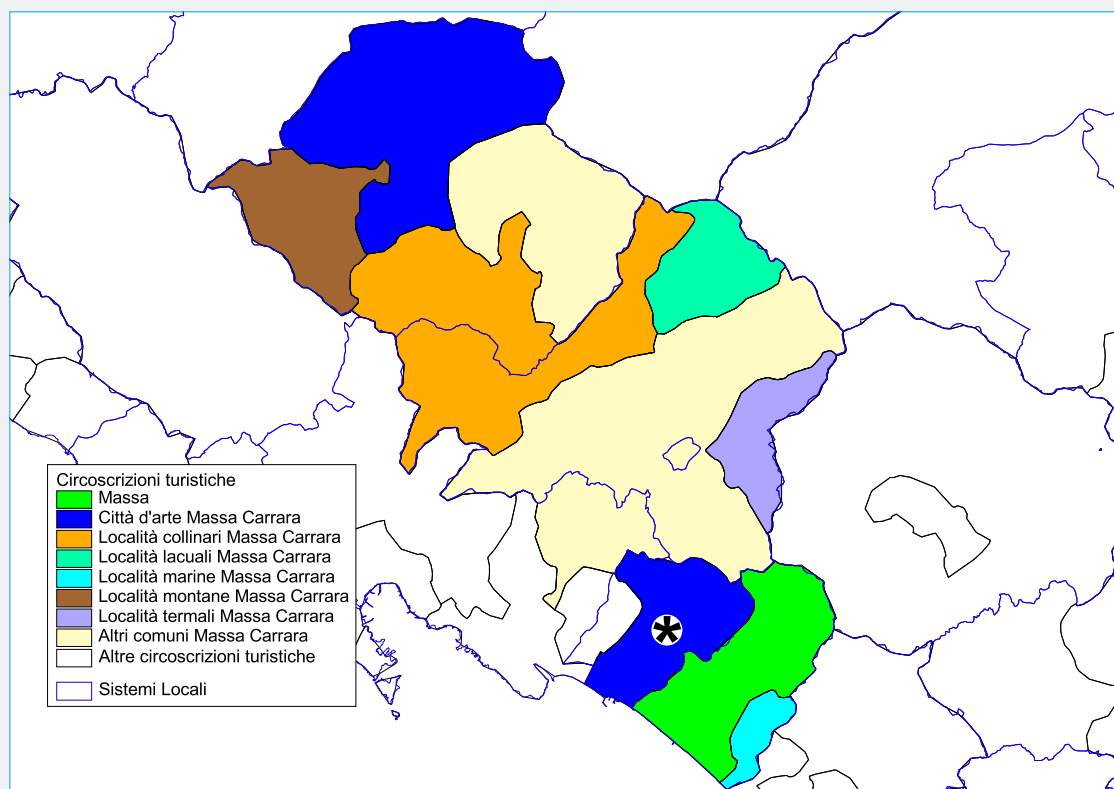 Circoscrizioni turistiche
Massa
Città d'arte Massa Carrara
Località collinari Massa Carrara
Località lacuali Massa Carrara
Località marine Massa Carrara
Località montane Massa Carrara
Località termali Massa Carrara
Altri comuni Massa Carrara
Altre circoscrizioni turistiche
Sistemi Locali